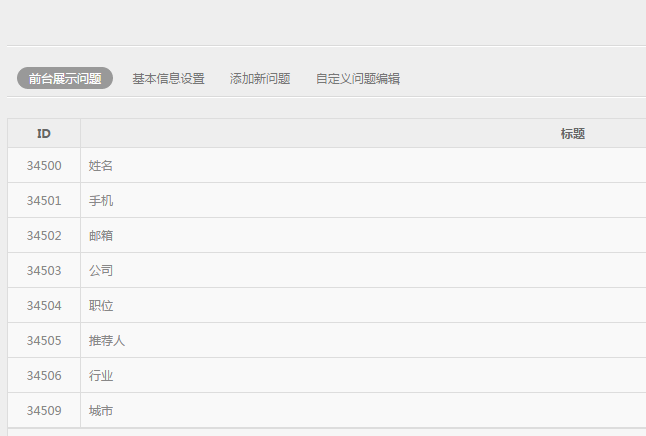 前台展示问题 基本信息设置 添加新问题 自定义问题编辑
ID 标题
34500 姓名
34501 手机
34502 邮箱
34503 公司
34504 职位
34505 推荐人
34506 行业
34509 城市